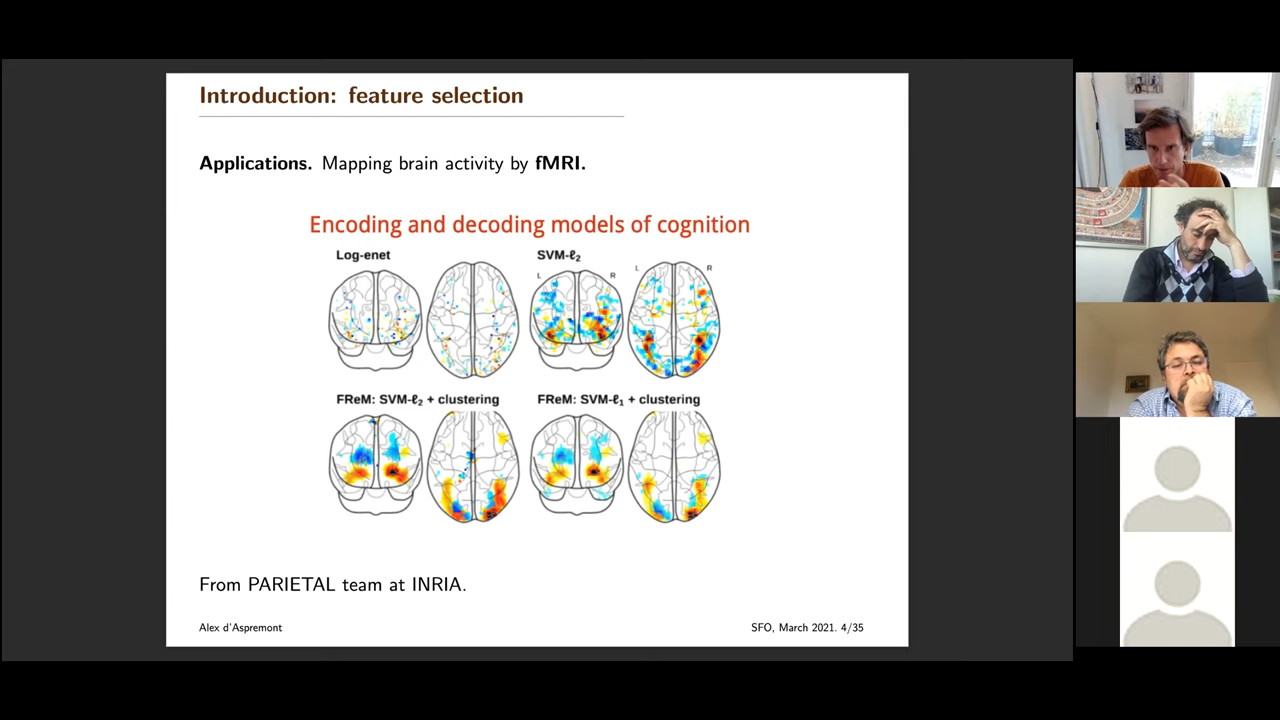 Introduction: feature selection
Applications. Mapping brain activity by fMRI.
Encoding and decoding models of cognition
Log-enet
SVM-ℓ₂
L R L R
FReM: SVM-ℓ₂ + clustering
FReM: SVM-ℓ₁ + clustering
From PARIETAL team at INRIA.
Alex d'Aspremont
SFO, March 2021. 4/35